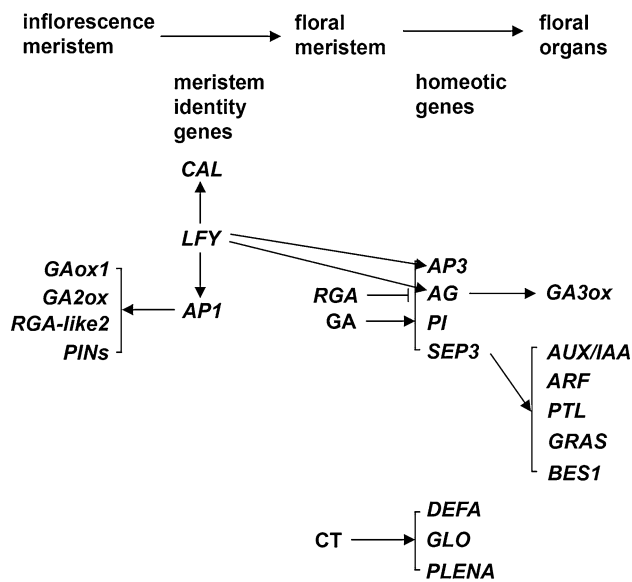 inflorescence
meristem
floral
meristem
floral
organs
meristem
identity
genes
homeotic
genes
CAL
LFY
GAox1
GA2ox
RGA-like2
PINs
AP1
RGA
GA
AP3
AG
PI
SEP3
GA3ox
AUX/IAA
ARF
PTL
GRAS
BES1
CT
DEFA
GLO
PLENA